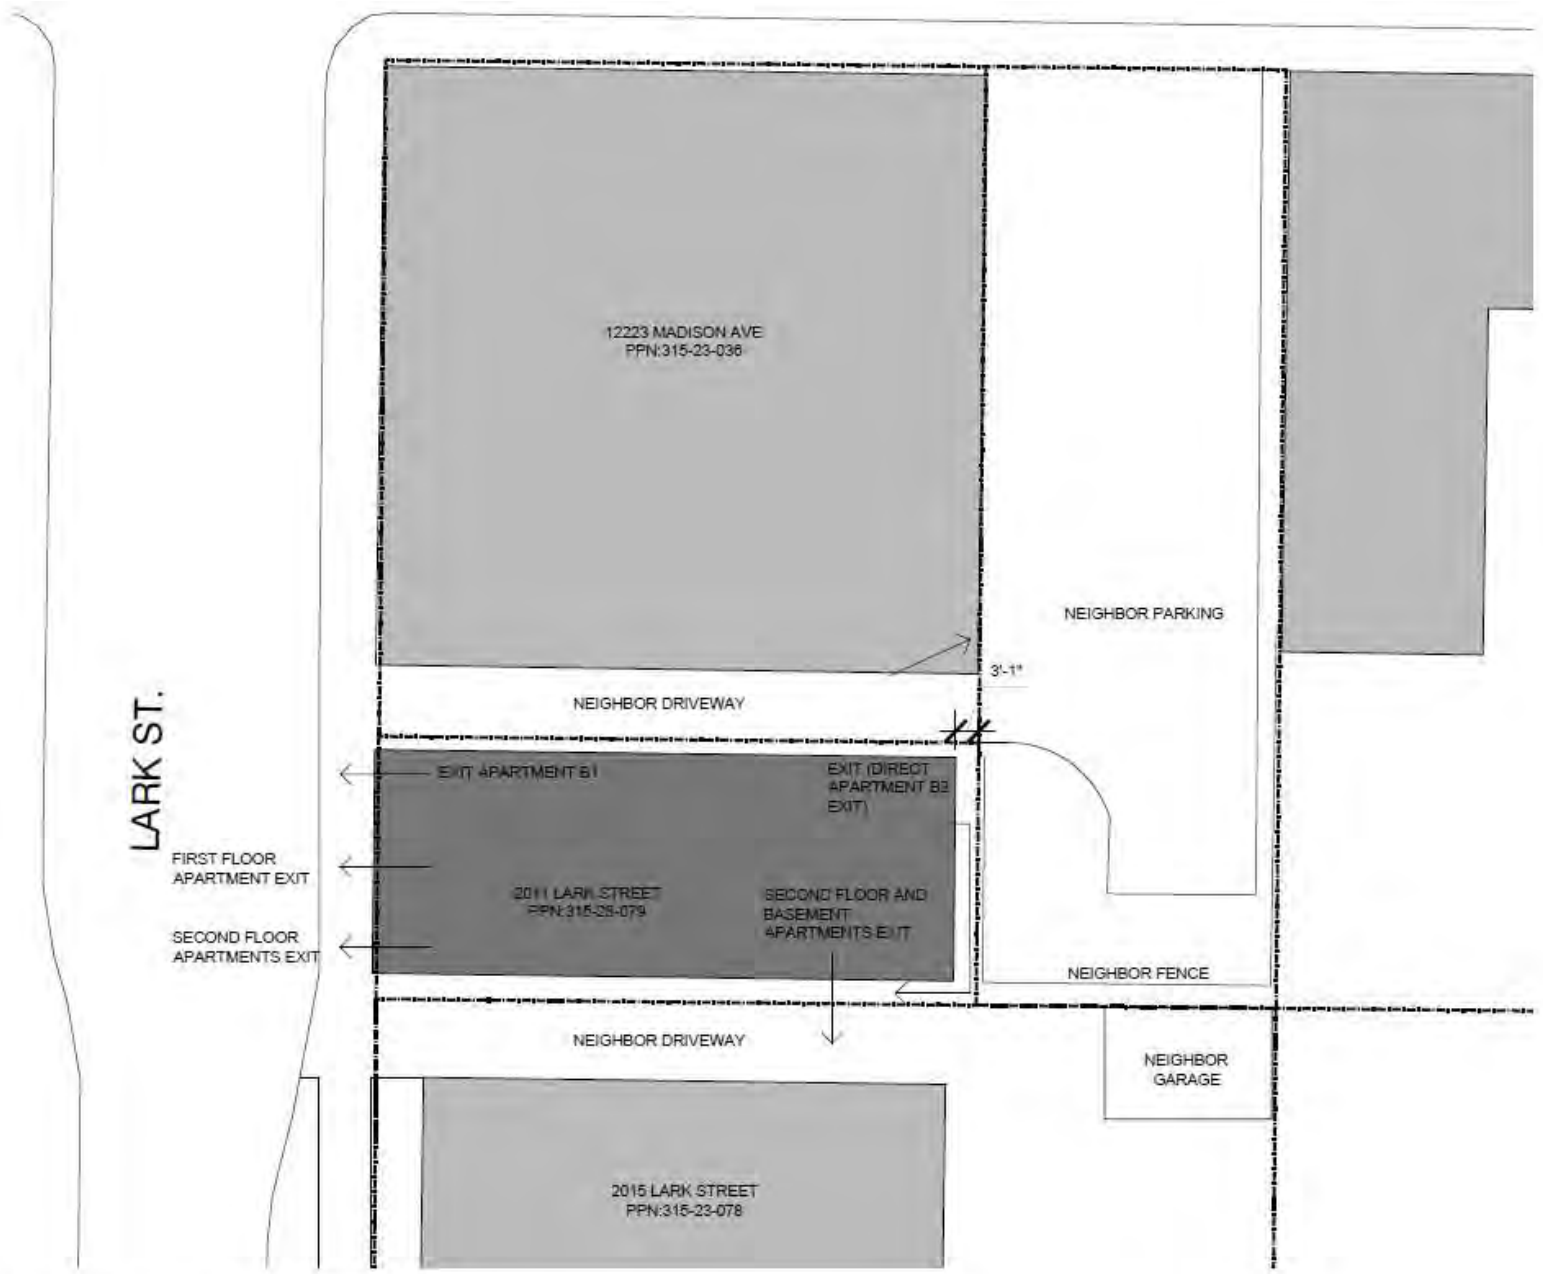 12223 MADISON AVE
PPN:315-23-036
NEIGHBOR PARKING
3'-1"
NEIGHBOR DRIVEWAY
LARK ST.
EXIT APARTMENT B1
EXIT (DIRECT
APARTMENT B3
EXIT)
FIRST FLOOR
APARTMENT EXIT
2011 LARK STREET
PPN:315-23-079
SECOND FLOOR AND
BASEMENT
APARTMENTS EXIT
SECOND FLOOR
APARTMENTS EXIT
NEIGHBOR FENCE
NEIGHBOR DRIVEWAY
NEIGHBOR
GARAGE
2015 LARK STREET
PPN:315-23-078